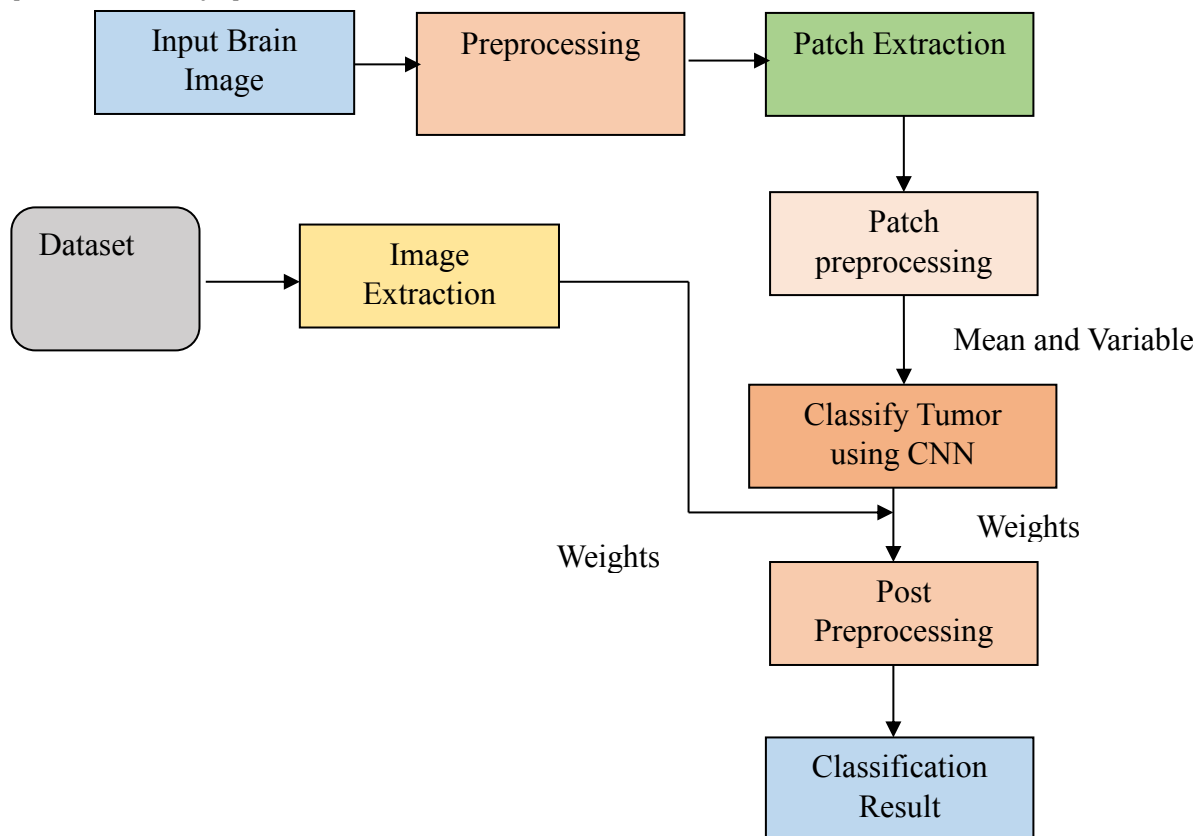 Input Brain
Image
Preprocessing
Patch Extraction
Dataset
Image
Extraction
Patch
preprocessing
Mean and Variable
Classify Tumor
using CNN
Weights
Weights
Post
Preprocessing
Classification
Result